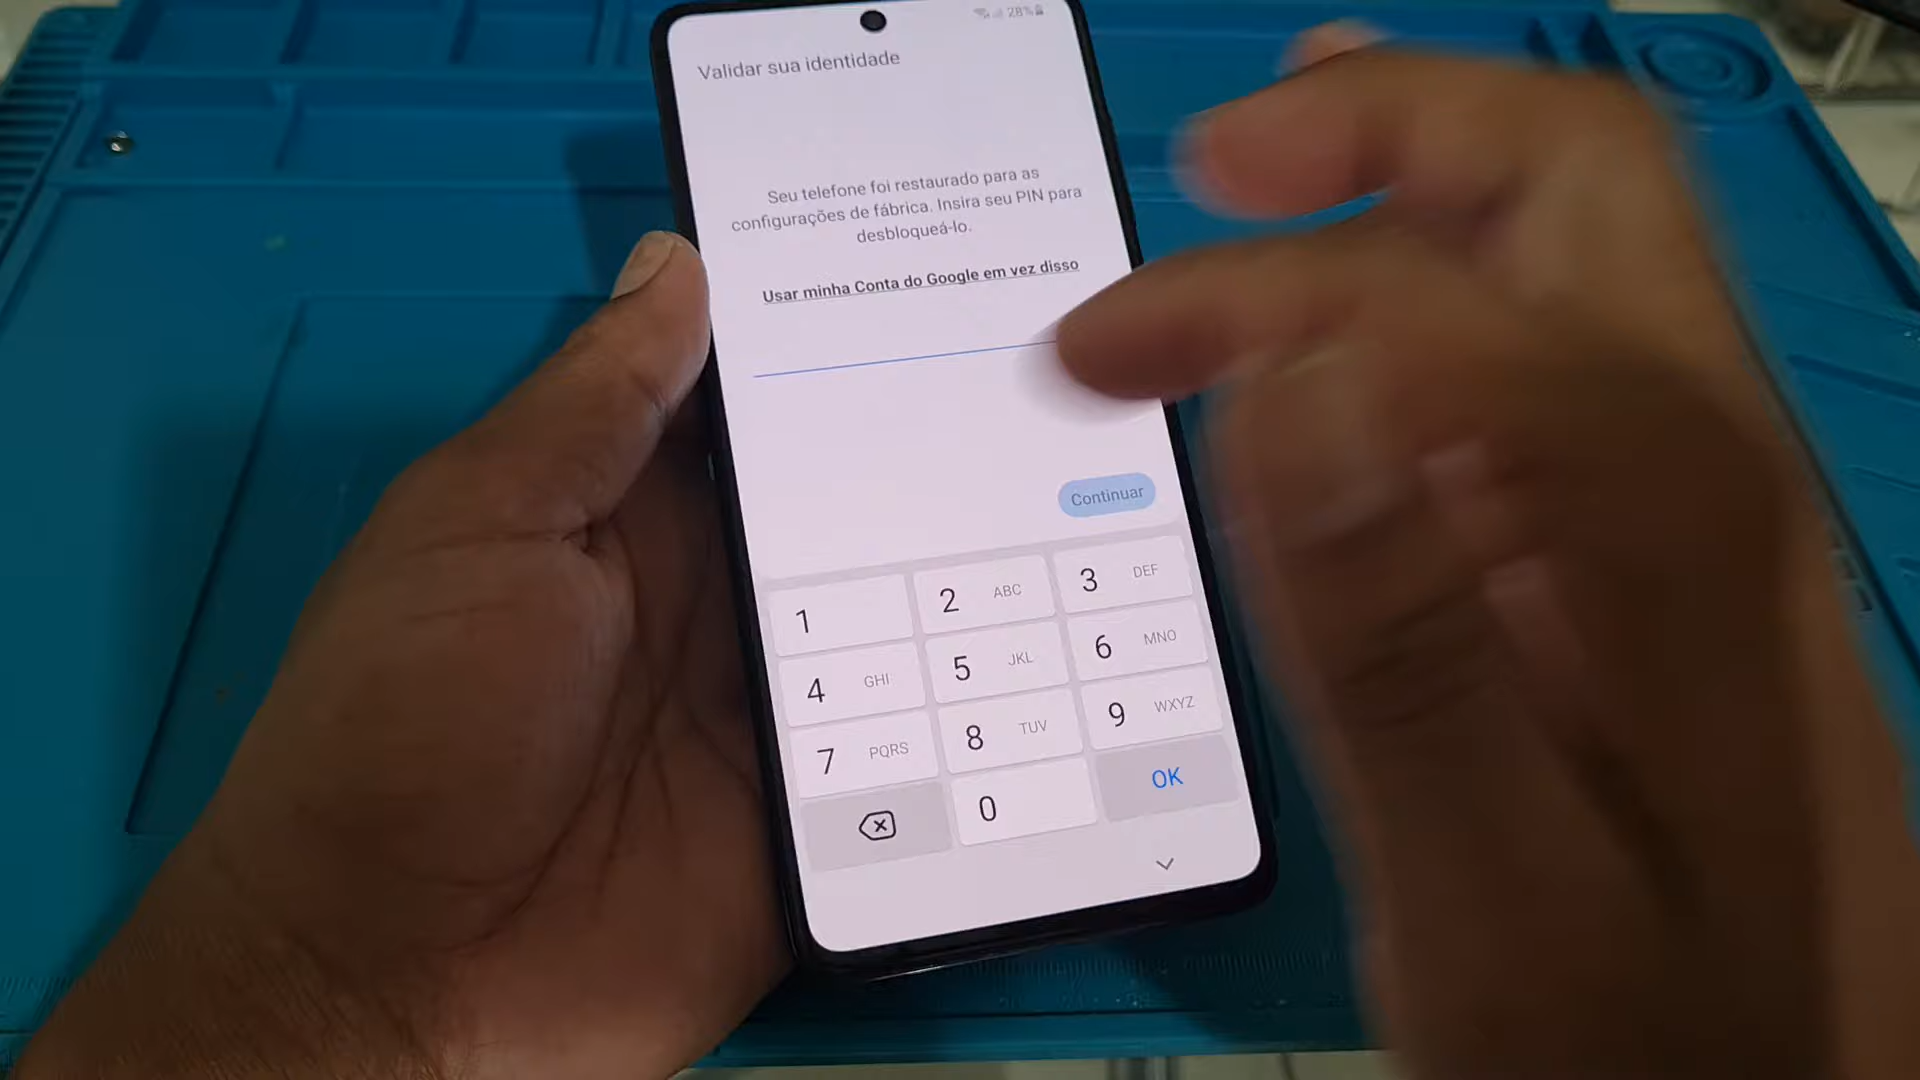 28%
Validar sua identidade
Seu telefone foi restaurado para as
configurações de fábrica. Insira seu PIN para
desbloqueá-lo.
Usar minha Conta do Google em vez disso
Continuar
1
2 ABC
3 DEF
4 GHI
5 JKL
6 MNO
7 PQRS
8 TUV
9 WXYZ
0
OK